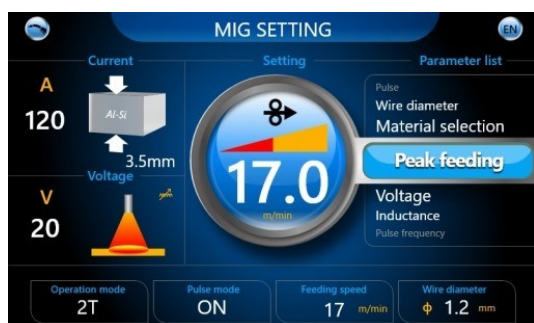 MIG SETTING
EN
Current
A
120
Al-Si
3.5mm
Voltage
V
20
Setting
17.0
m/min
Parameter list
Pulse
Wire diameter
Material selection
Peak feeding
Voltage
Inductance
Pulse frequency
Operation mode
2T
Pulse mode
ON
Feeding speed
17 m/min
Wire diameter
ϕ 1.2 mm